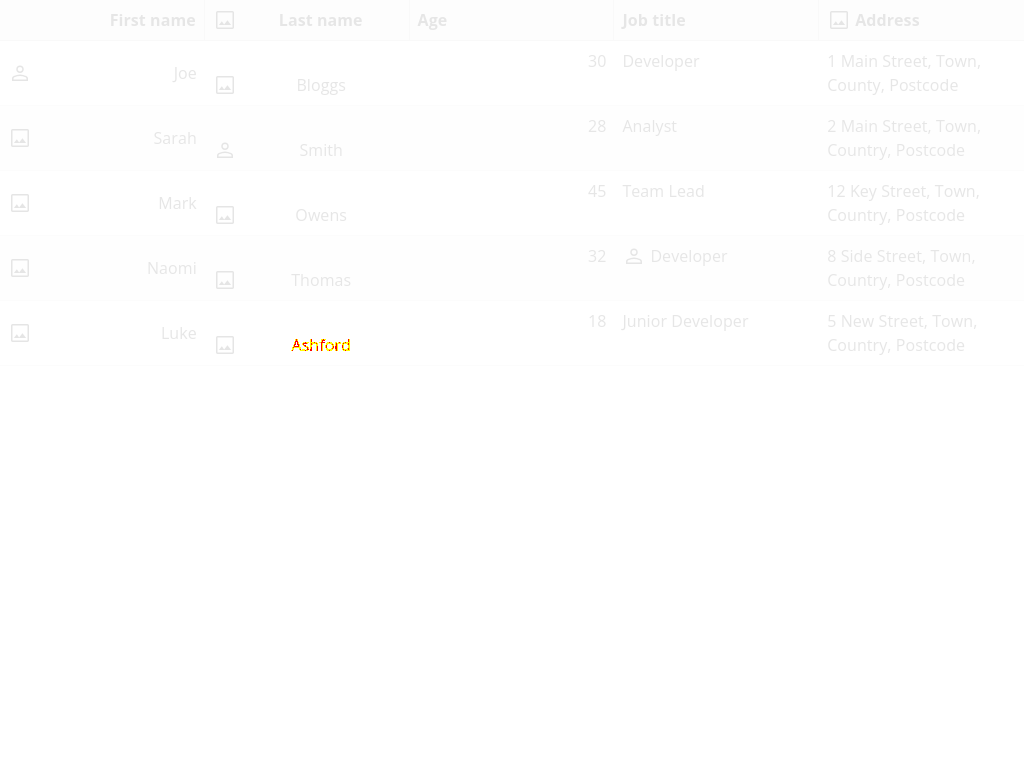 First name Last name Age Job title Address
Joe Bloggs 30 Developer 1 Main Street, Town,
County, Postcode
Sarah Smith 28 Analyst 2 Main Street, Town,
Country, Postcode
Mark Owens 45 Team Lead 12 Key Street, Town,
Country, Postcode
Naomi Thomas 32 Developer 8 Side Street, Town,
Country, Postcode
Luke Ashford 18 Junior Developer 5 New Street, Town,
Country, Postcode